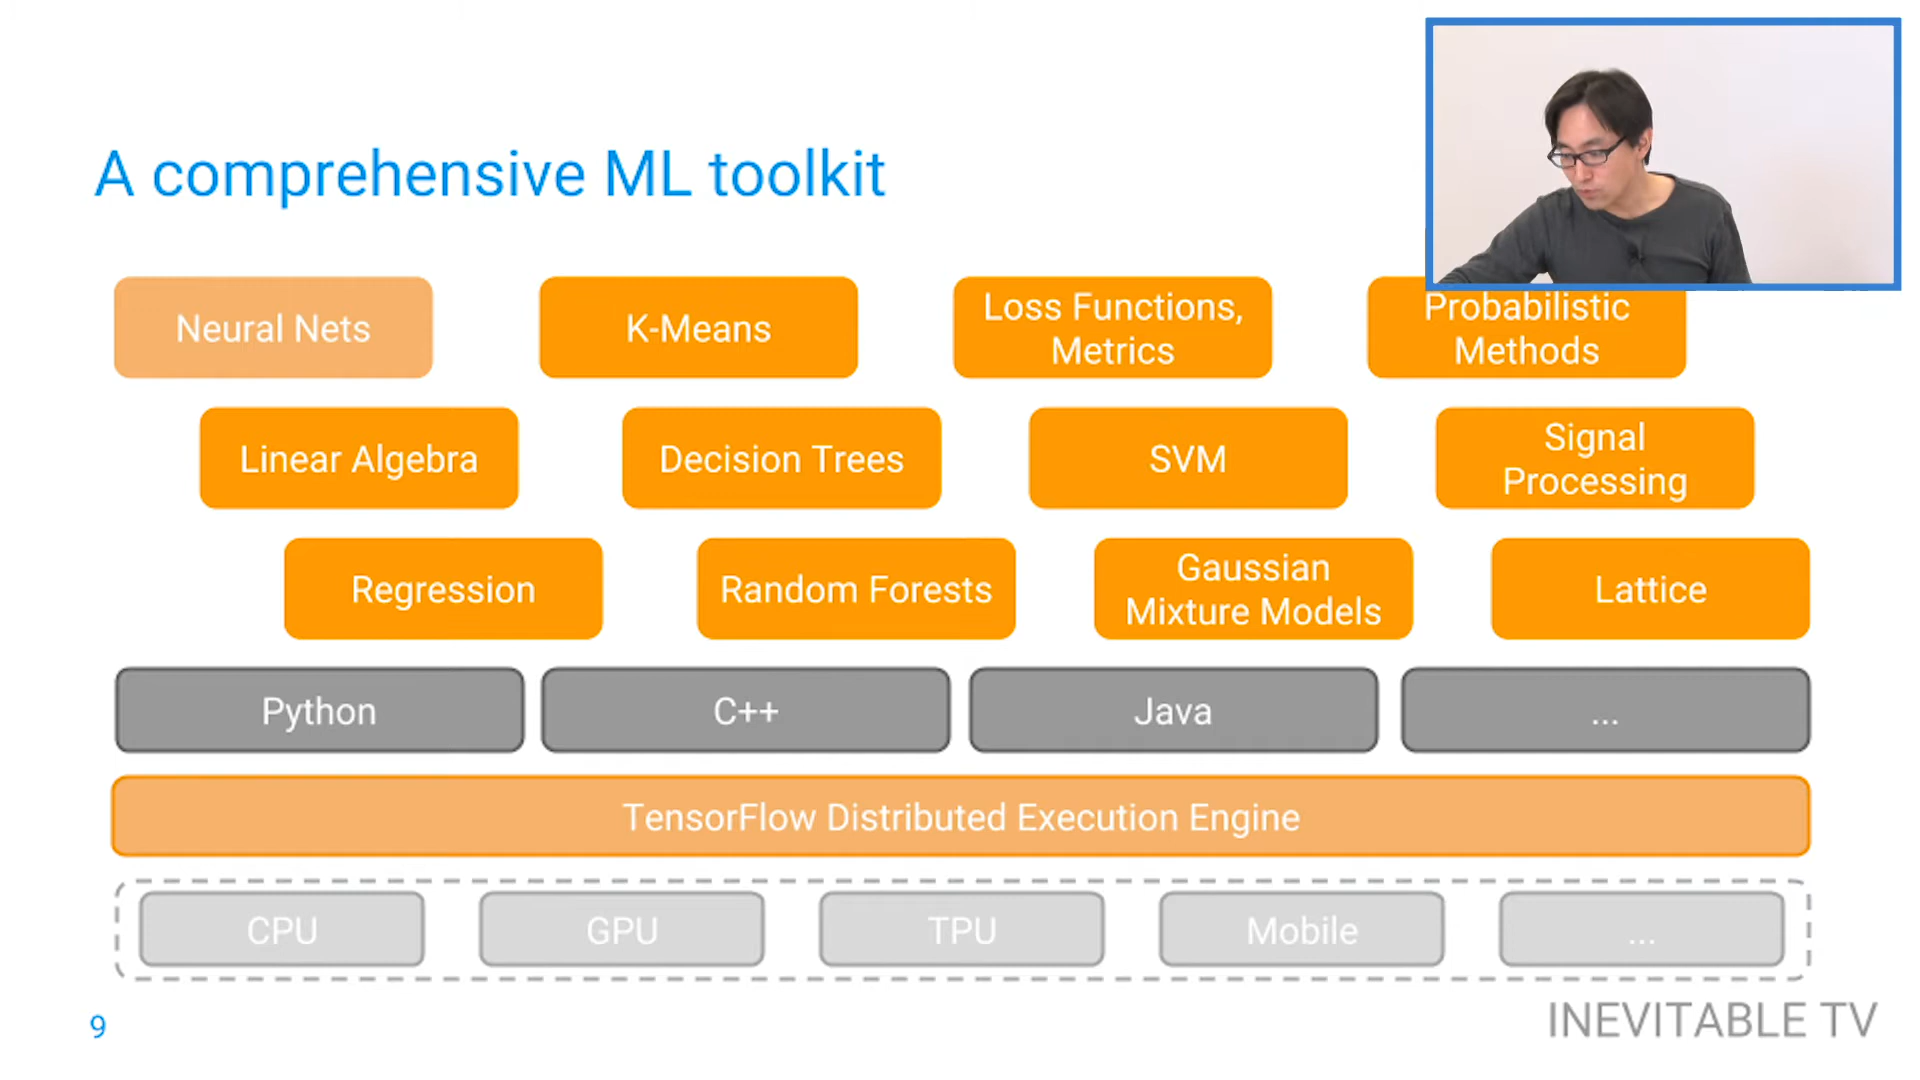 A comprehensive ML toolkit
Neural Nets
K-Means
Loss Functions,
Metrics
Probabilistic
Methods
Linear Algebra
Decision Trees
SVM
Signal
Processing
Regression
Random Forests
Gaussian
Mixture Models
Lattice
Python
C++
Java
...
TensorFlow Distributed Execution Engine
CPU
GPU
TPU
Mobile
...
9
INEVITABLE TV